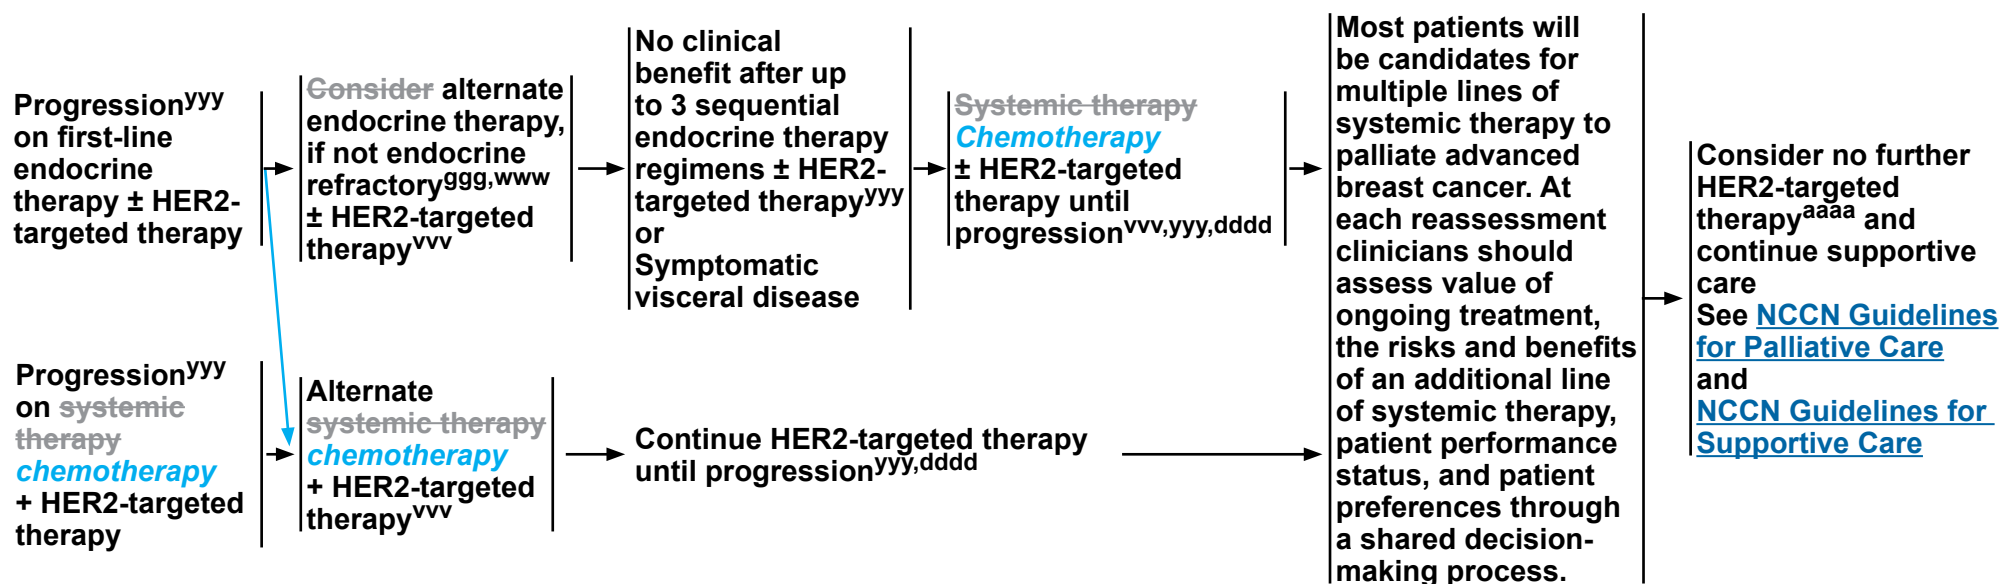 Progressionyyy
on first-line
endocrine
therapy ± HER2-
targeted therapy
Consider alternate
endocrine therapy,
if not endocrine
refractoryggg,www
± HER2-targeted
therapyvvv
No clinical
benefit after up
to 3 sequential
endocrine therapy
regimens ± HER2-
targeted therapyyyy
or
Symptomatic
visceral disease
Systemic therapy
Chemotherapy
± HER2-targeted
therapy until
progressionvvv,yyy,dddd
Progressionyyy
on systemic
therapy
chemotherapy
+ HER2-targeted
therapy
Alternate
systemic therapy
chemotherapy
+ HER2-targeted
therapyvvv
Continue HER2-targeted therapy
until progressionyyy,dddd
Most patients will
be candidates for
multiple lines of
systemic therapy to
palliate advanced
breast cancer. At
each reassessment
clinicians should
assess value of
ongoing treatment,
the risks and benefits
of an additional line
of systemic therapy,
patient performance
status, and patient
preferences through
a shared decision-
making process.
Consider no further
HER2-targeted
therapyaaaa and
continue supportive
care
See NCCN Guidelines
for Palliative Care
and
NCCN Guidelines for
Supportive Care